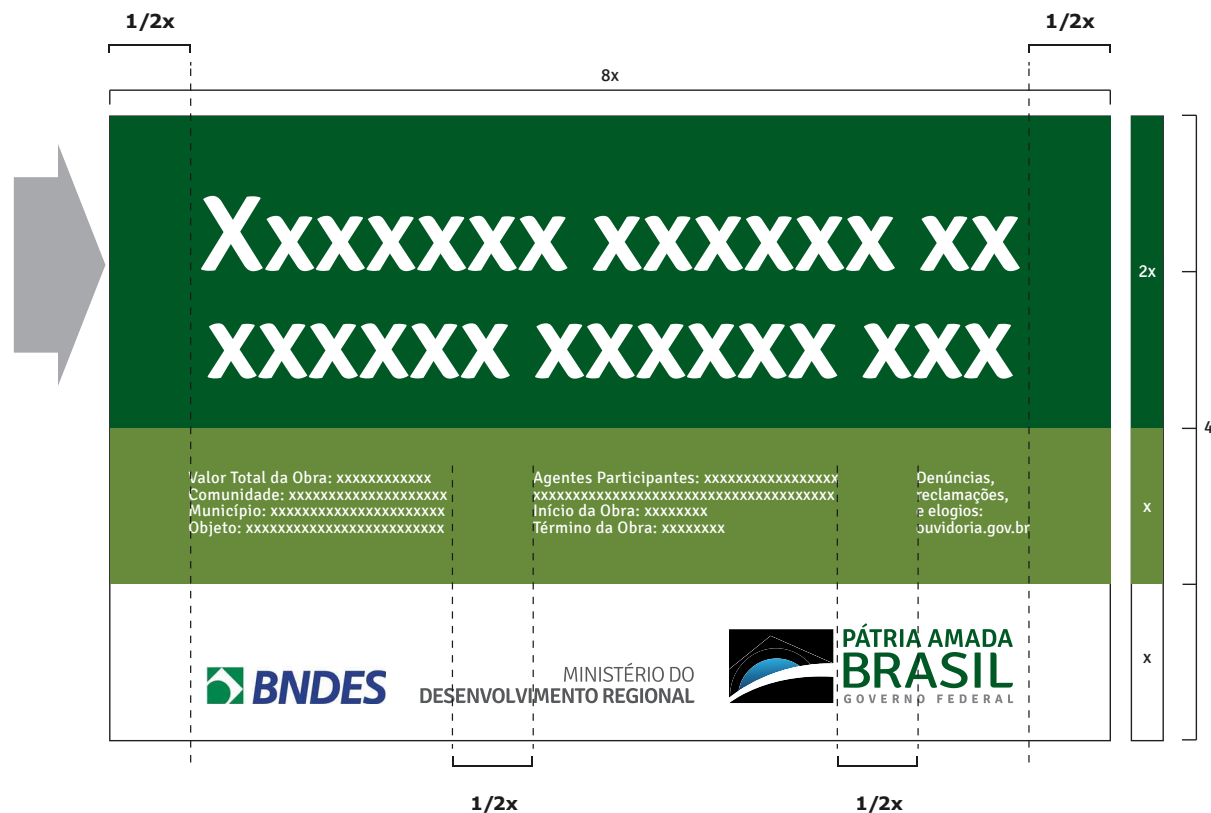 1/2x
1/2x
8x
Xxxxxxxx xxxxxx xx
xxxxxx xxxxxx xxx
2x
4
Valor Total da Obra: xxxxxxxxxxxx
Comunidade: xxxxxxxxxxxxxxxxxxxx
Município: xxxxxxxxxxxxxxxxxxxxxx
Objeto: xxxxxxxxxxxxxxxxxxxxxxxxx
Agentes Participantes: xxxxxxxxxxxxxxxxx
xxxxxxxxxxxxxxxxxxxxxxxxxxxxxxxxxxxxxx
Início da Obra: xxxxxxxx
Término da Obra: xxxxxxxx
Denúncias,
reclamações,
e elogios:
ouvidoria.gov.br
x
BNDES
MINISTÉRIO DO
DESENVOLVIMENTO REGIONAL
PÁTRIA AMADA
BRASIL
GOVERNO FEDERAL
x
1/2x
1/2x